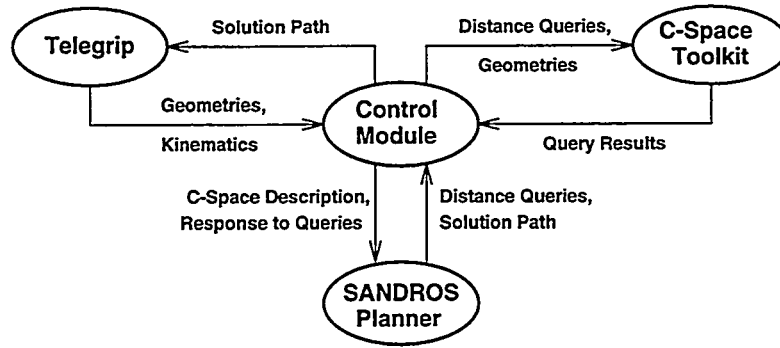 Telegrip
Solution Path
Distance Queries,
Geometries
C-Space
Toolkit
Geometries,
Kinematics
Control
Module
Query Results
C-Space Description,
Response to Queries
Distance Queries,
Solution Path
SANDROS
Planner